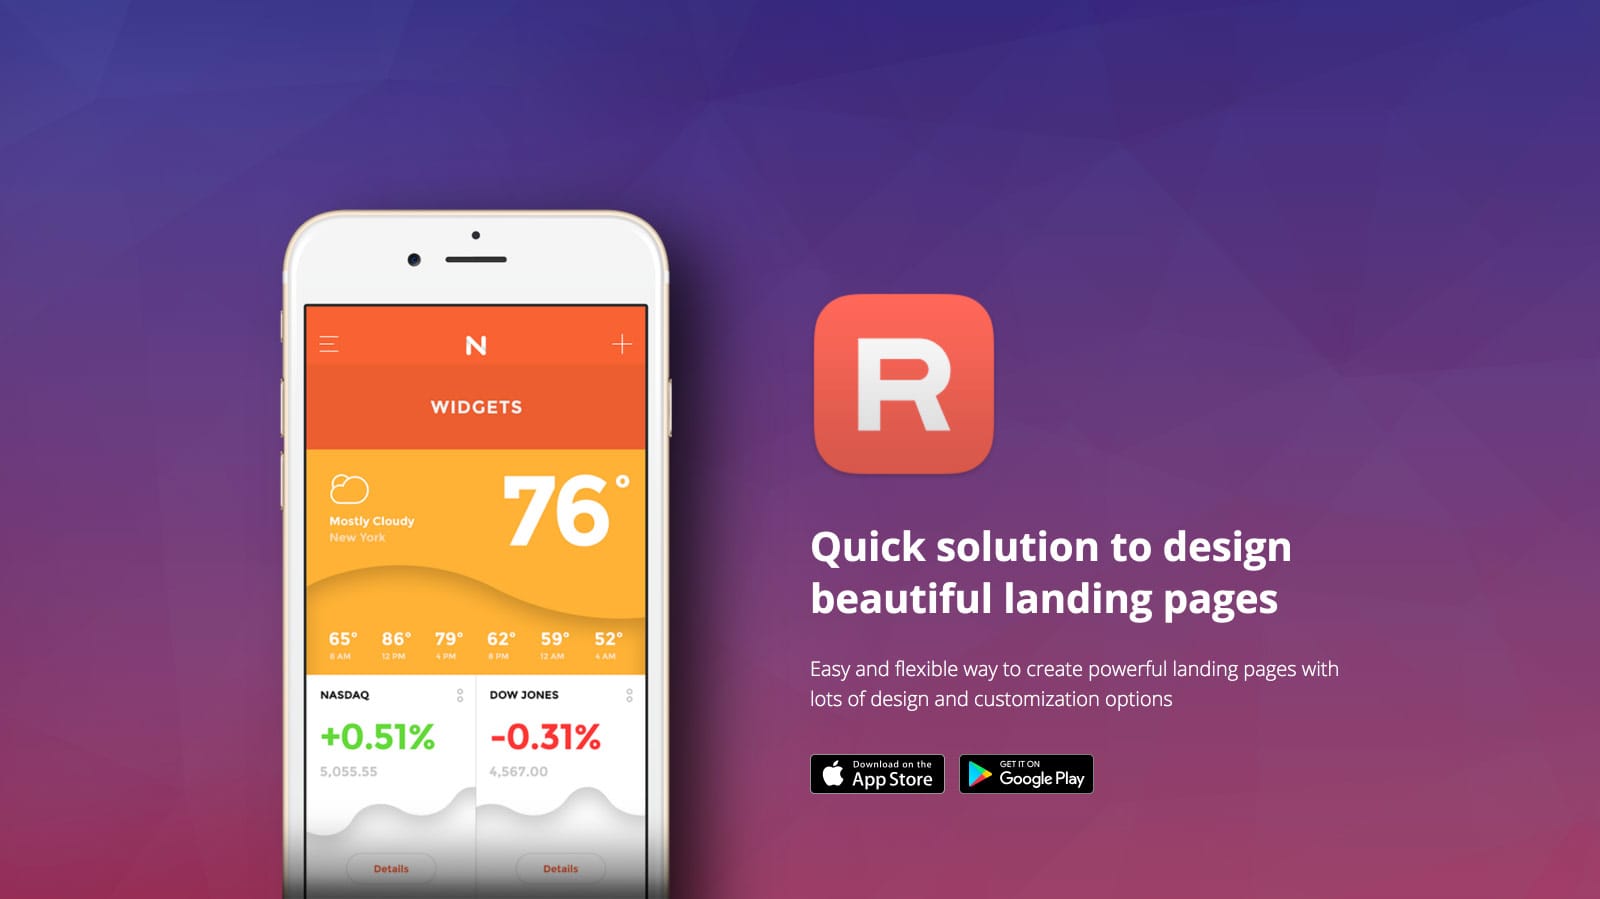 N
WIDGETS
76°
Mostly Cloudy
New York
65° 86° 79° 62° 59° 52°
8 AM 12 PM 4 PM 8 PM 12 AM 4 AM
NASDAQ
+0.51%
5,055.55
Details
DOW JONES
-0.31%
4,567.00
Details
R
Quick solution to design
beautiful landing pages
Easy and flexible way to create powerful landing pages with
lots of design and customization options
Download on the
App Store
GET IT ON
Google Play